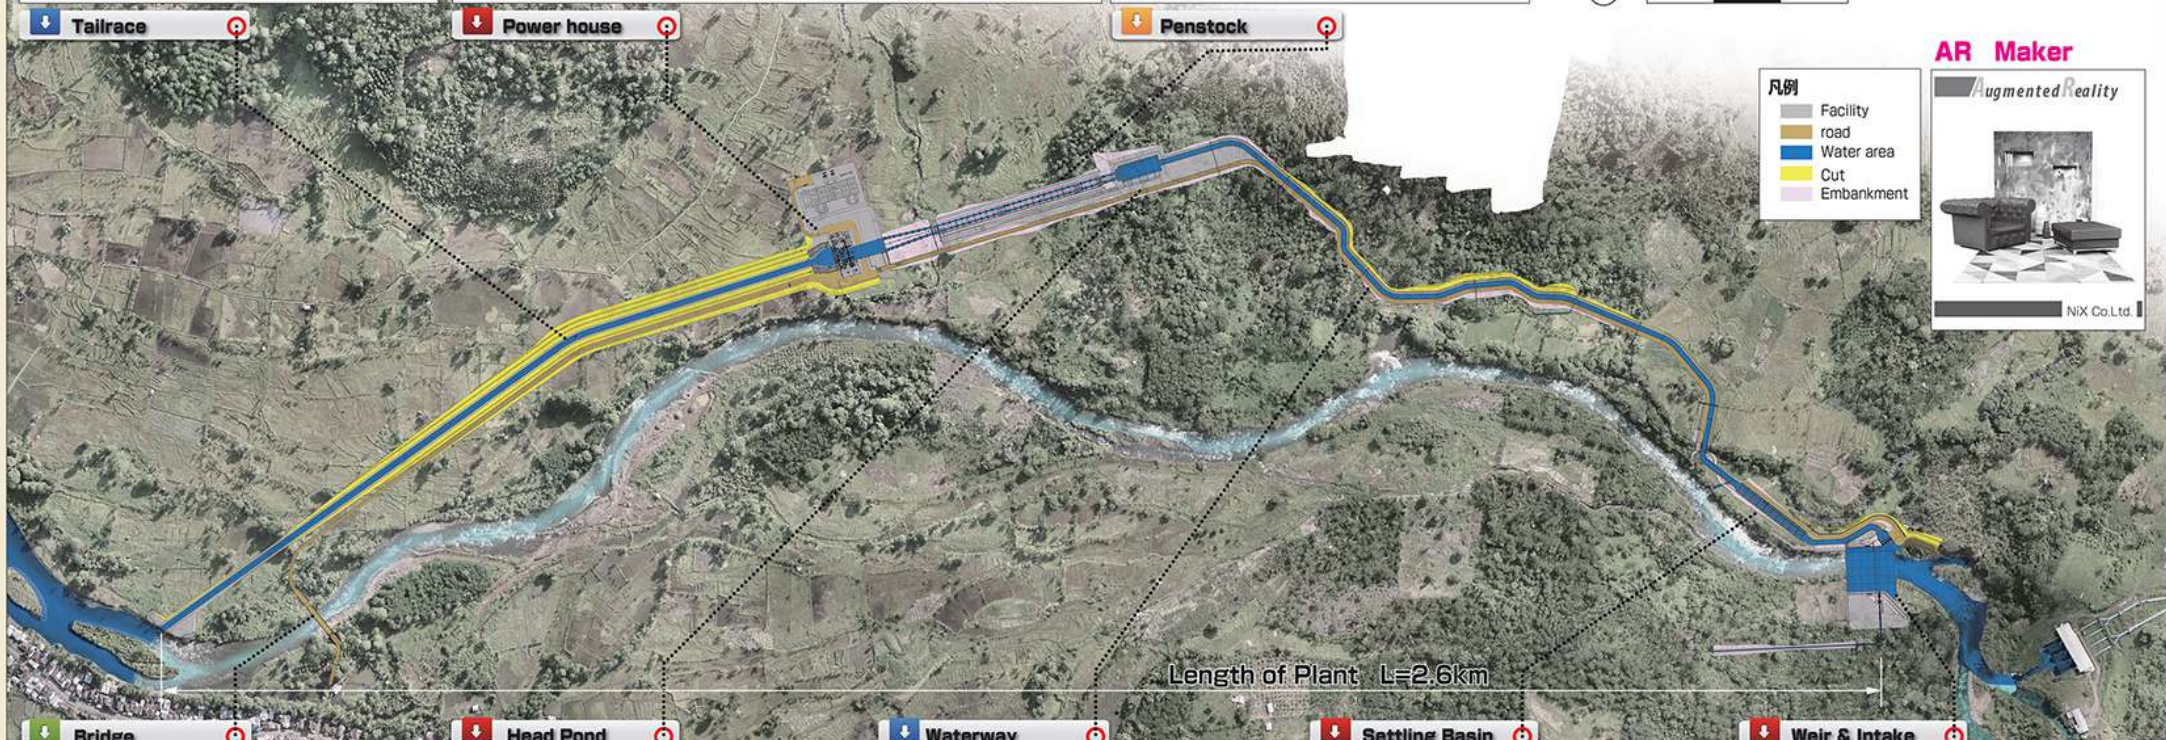 Tailrace
Power house
Penstock
AR Maker
凡例
Facility
road
Water area
Cut
Embankment
Augmented Reality
NiX Co.Ltd.
Length of Plant L=2.6km
Bridge
Head Pond
Waterway
Settling Basin
Weir & Intake